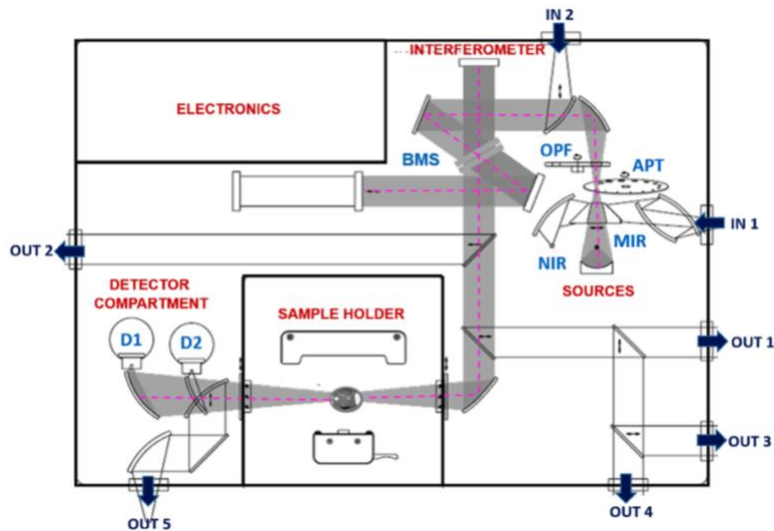 IN 2
INTERFEROMETER
ELECTRONICS
BMS
OPF
APT
IN 1
OUT 2
NIR
MIR
SOURCES
DETECTOR
COMPARTMENT
SAMPLE HOLDER
D1
D2
OUT 1
OUT 3
OUT 4
OUT 5